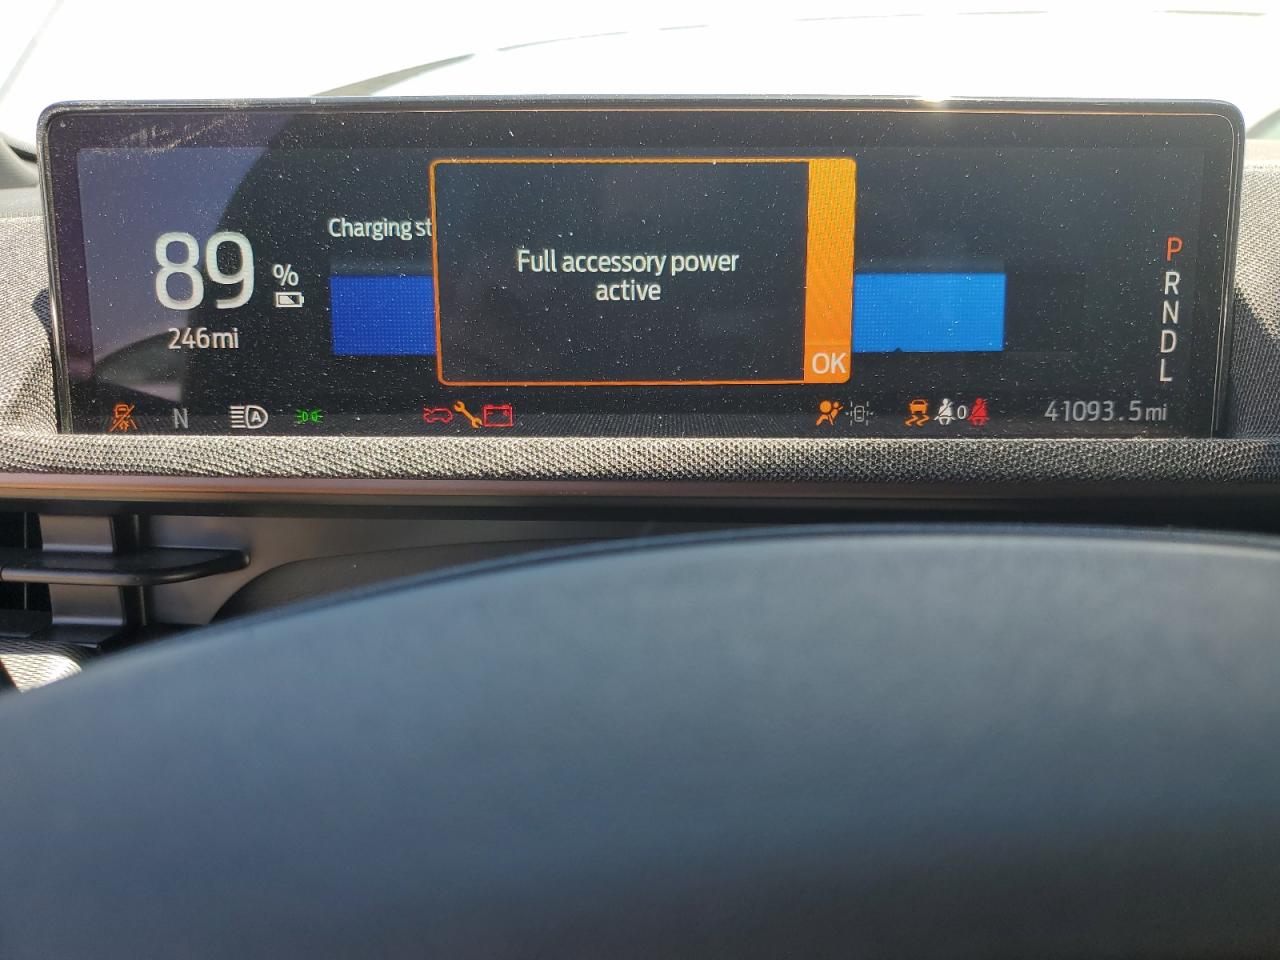 Charging st
89 %
246mi
Full accessory power
active
OK
P
R
N
D
L
N
A
0
41093.5mi